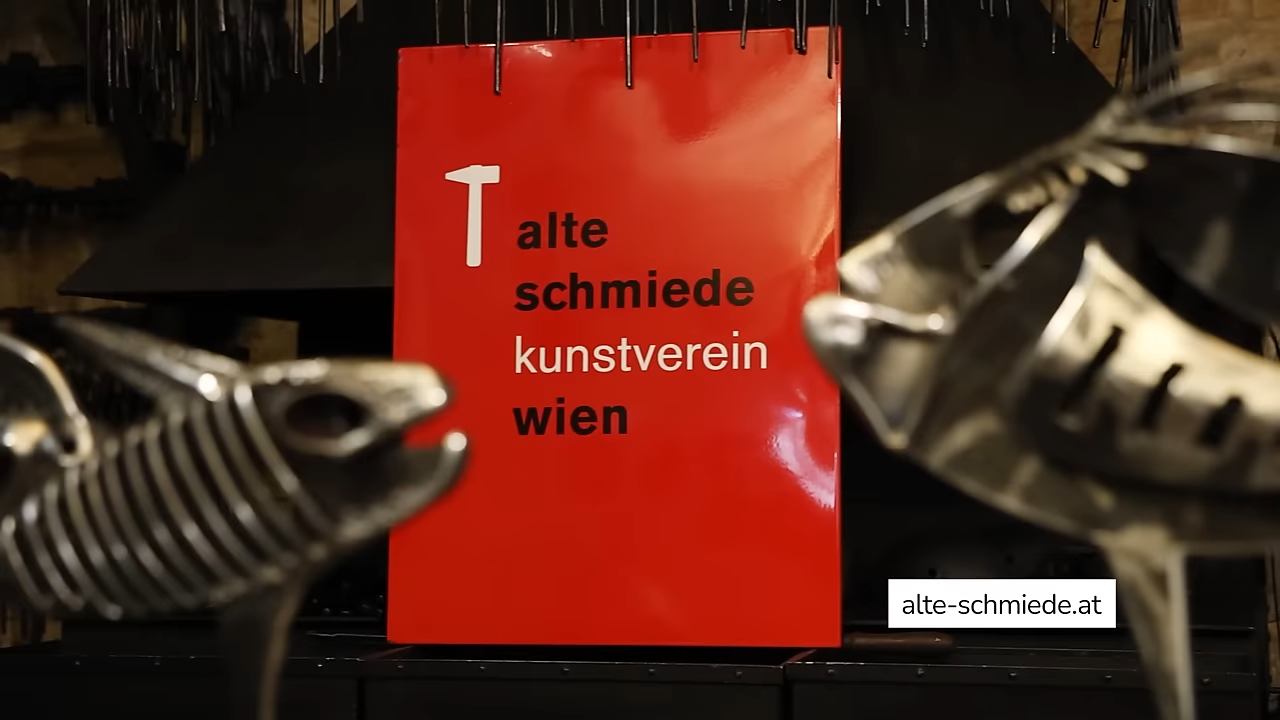 alte
schmiede
kunstverein
wien
alte-schmiede.at